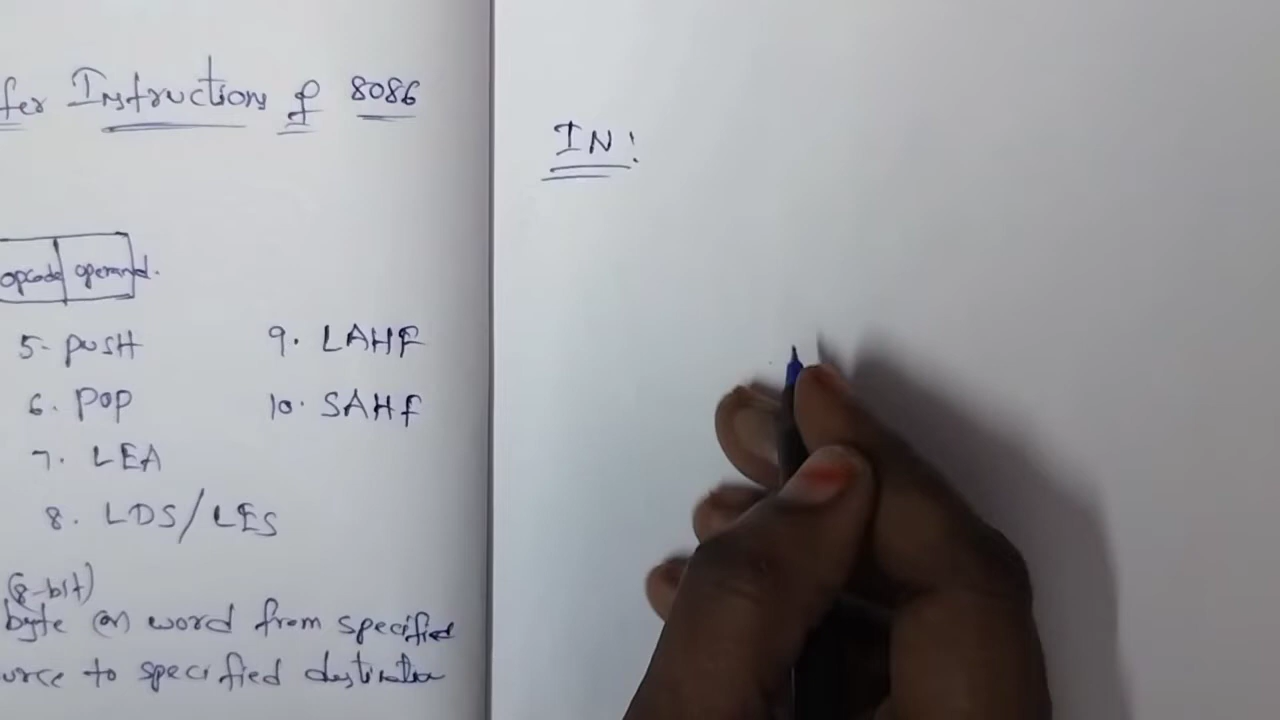 fer Instructions of 8086
opcode operand.
5. PUSH
6. POP
7. LEA
8. LDS/LES
9. LAHF
10. SAHF
(8-bit)
byte (or) word from specified
urce to specified destination
IN: